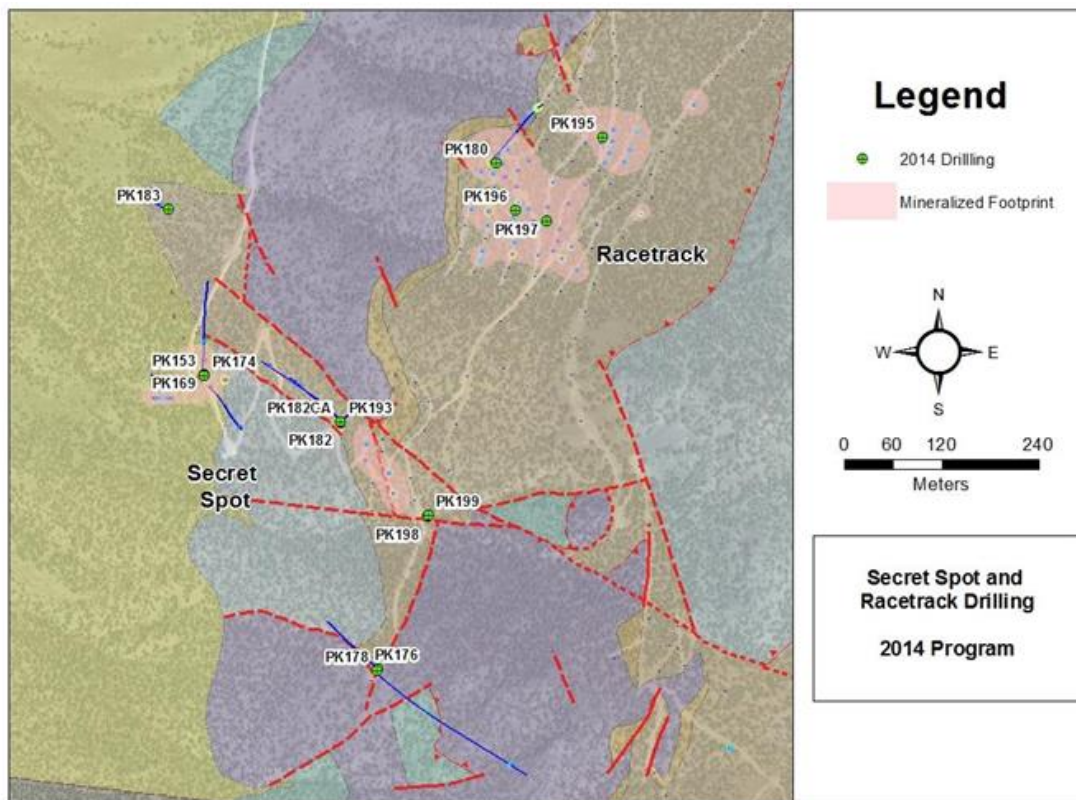 PK195
PK180
PK183
PK196
PK197
Racetrack
PK153
PK174
PK169
PK182CA
PK193
PK182
Secret
Spot
PK199
PK198
PK178
PK176
Legend
2014 Drillling
Mineralized Footprint
N
W
E
S
0 60 120 240
Meters
Secret Spot and
Racetrack Drilling
2014 Program